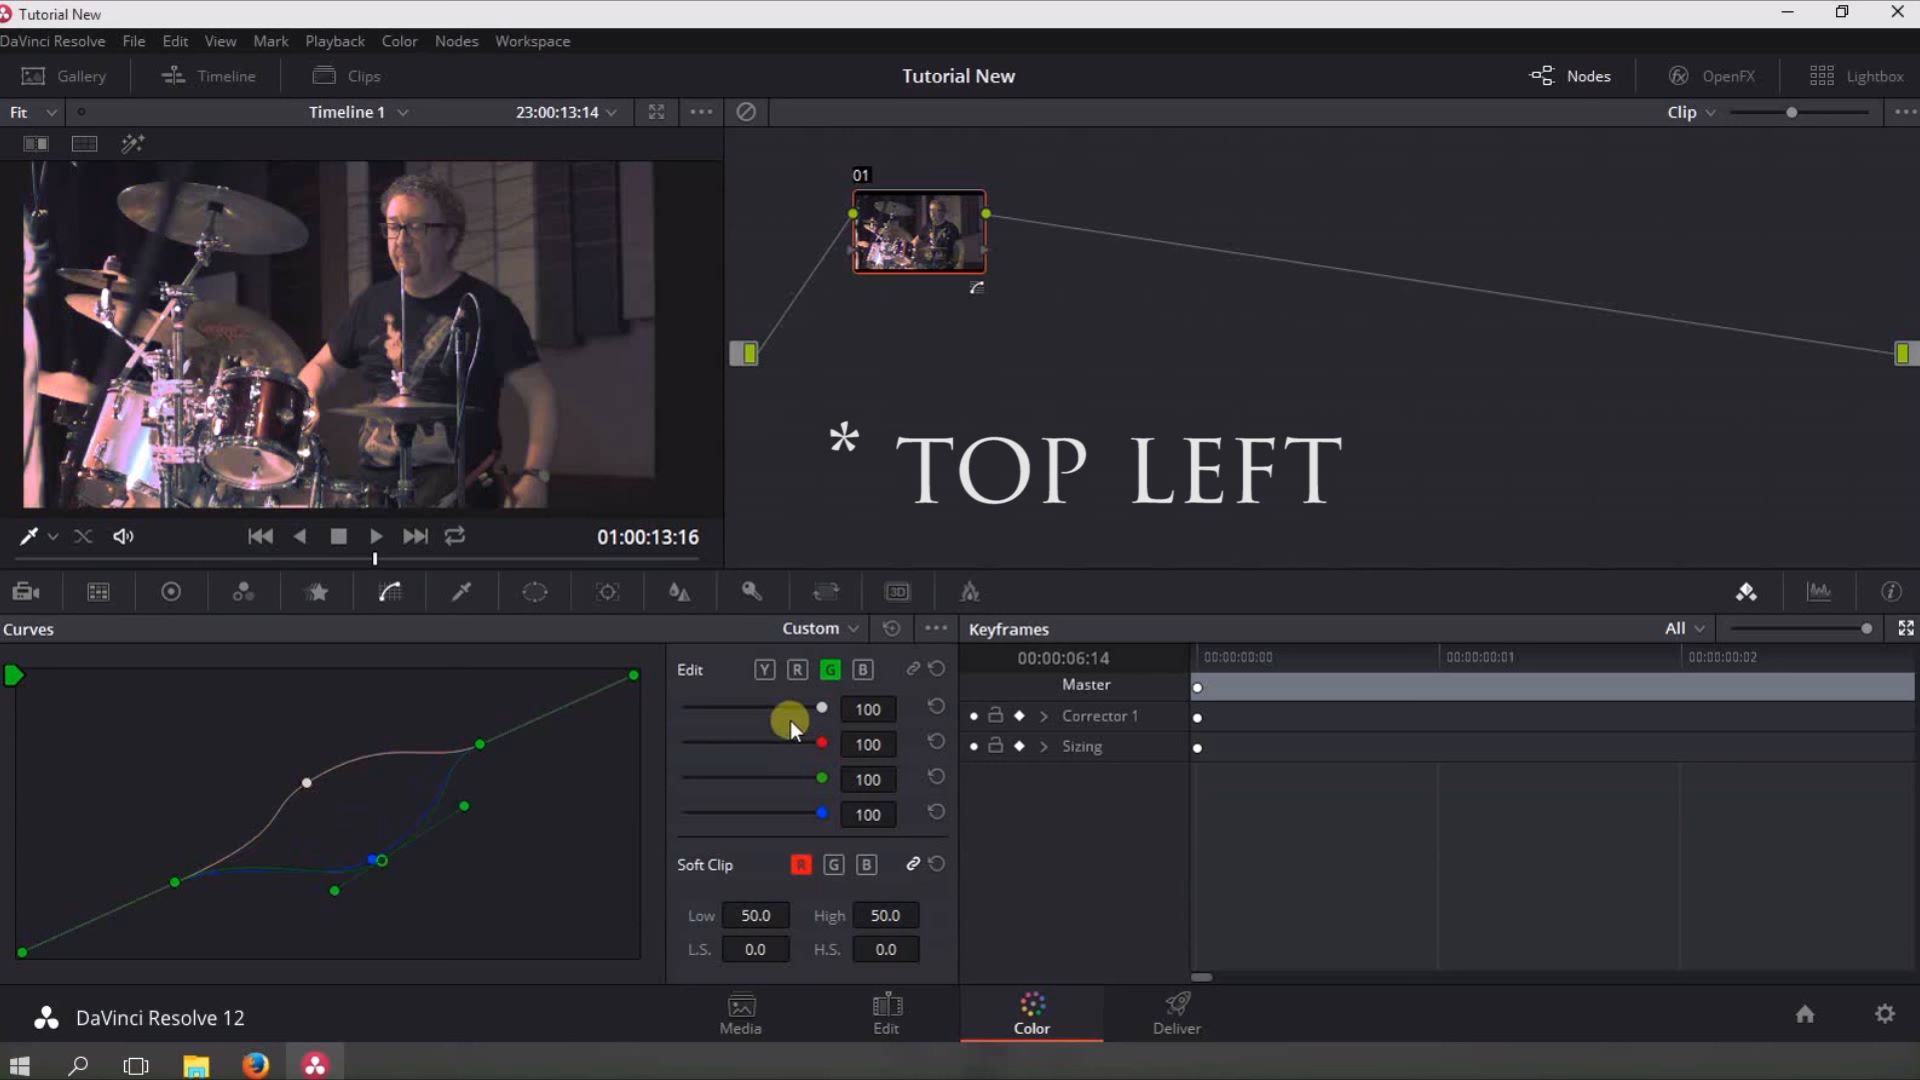 Tutorial New
DaVinci Resolve File Edit View Mark Playback Color Nodes Workspace
Gallery Timeline Clips Tutorial New Nodes OpenFX Lightbox
Fit Timeline 1 23:00:13:14 Clip
01
* TOP LEFT
01:00:13:16
3D
Curves Custom Keyframes All
Edit Y R G B 00:00:06:14 00:00:00:00 00:00:00:01 00:00:00:02
Master
100 Corrector 1
100 Sizing
100
100
Soft Clip R G B
Low 50.0 High 50.0
L.S. 0.0 H.S. 0.0
DaVinci Resolve 12 Media Edit Color Deliver